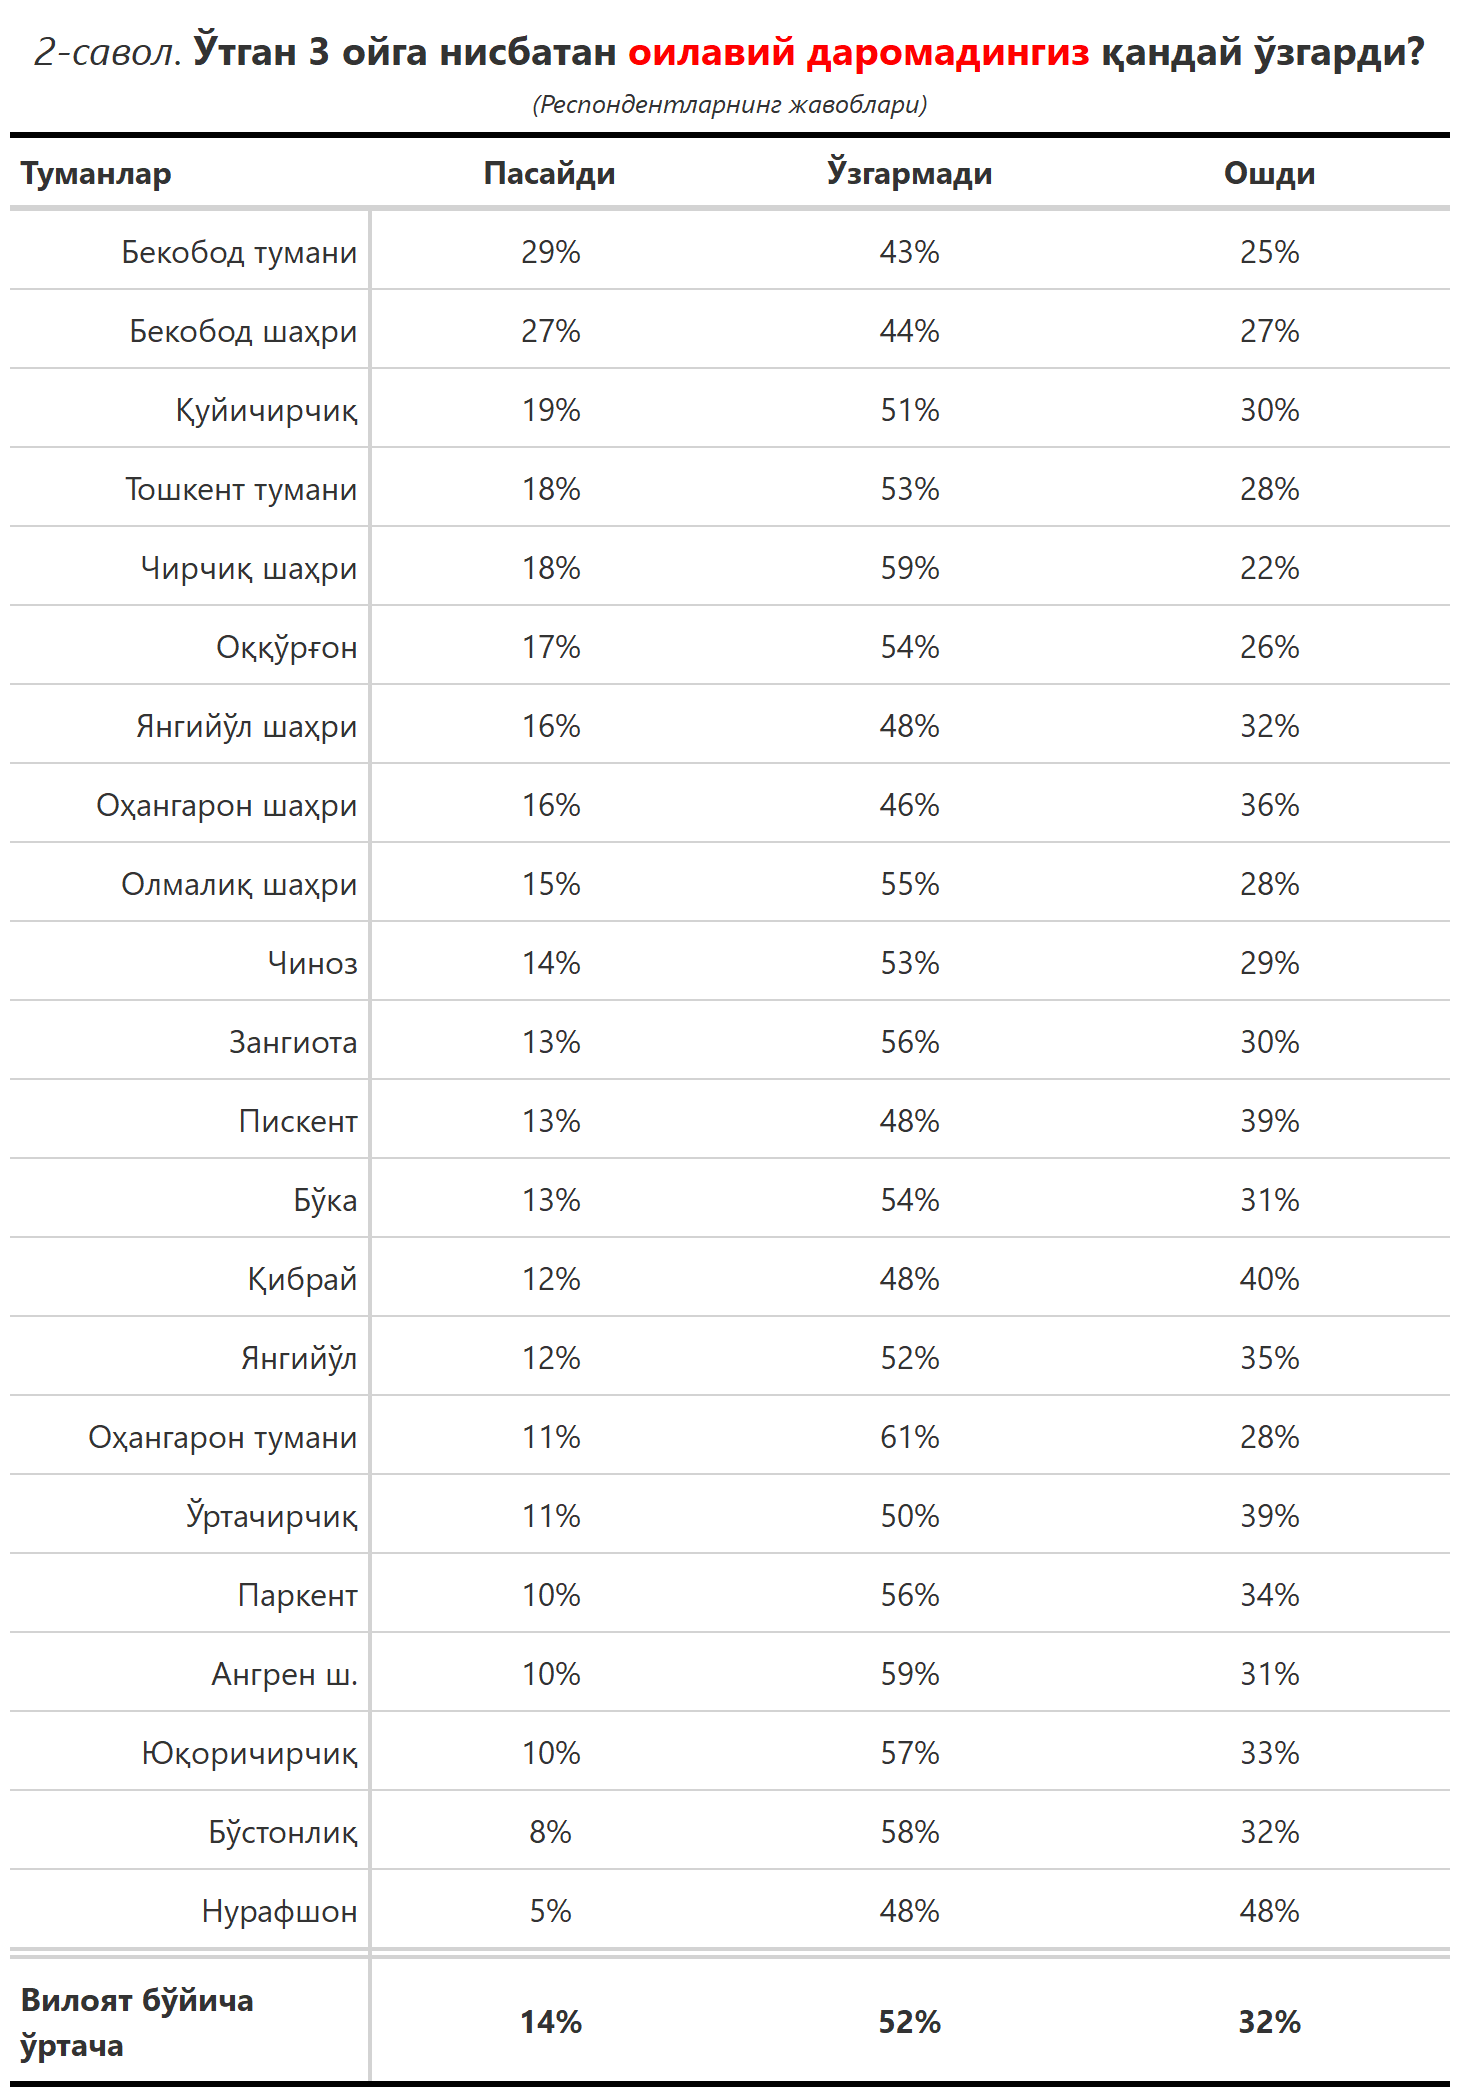 2-савол. Ўтган 3 ойга нисбатан оилавий даромадингиз қандай ўзгарди?
(Респондентларнинг жавоблари)
Туманлар Пасайди Ўзгармади Ошди
Бекобод тумани 29% 43% 25%
Бекобод шаҳри 27% 44% 27%
Қуйичирчиқ 19% 51% 30%
Тошкент тумани 18% 53% 28%
Чирчиқ шаҳри 18% 59% 22%
Оққўрғон 17% 54% 26%
Янгийўл шаҳри 16% 48% 32%
Оҳангарон шаҳри 16% 46% 36%
Олмалиқ шаҳри 15% 55% 28%
Чиноз 14% 53% 29%
Зангиота 13% 56% 30%
Пискент 13% 48% 39%
Бўка 13% 54% 31%
Қибрай 12% 48% 40%
Янгийўл 12% 52% 35%
Оҳангарон тумани 11% 61% 28%
Ўртачирчиқ 11% 50% 39%
Паркент 10% 56% 34%
Ангрен ш. 10% 59% 31%
Юқоричирчиқ 10% 57% 33%
Бўстонлиқ 8% 58% 32%
Нурафшон 5% 48% 48%
Вилоят бўйича
ўртача 14% 52% 32%